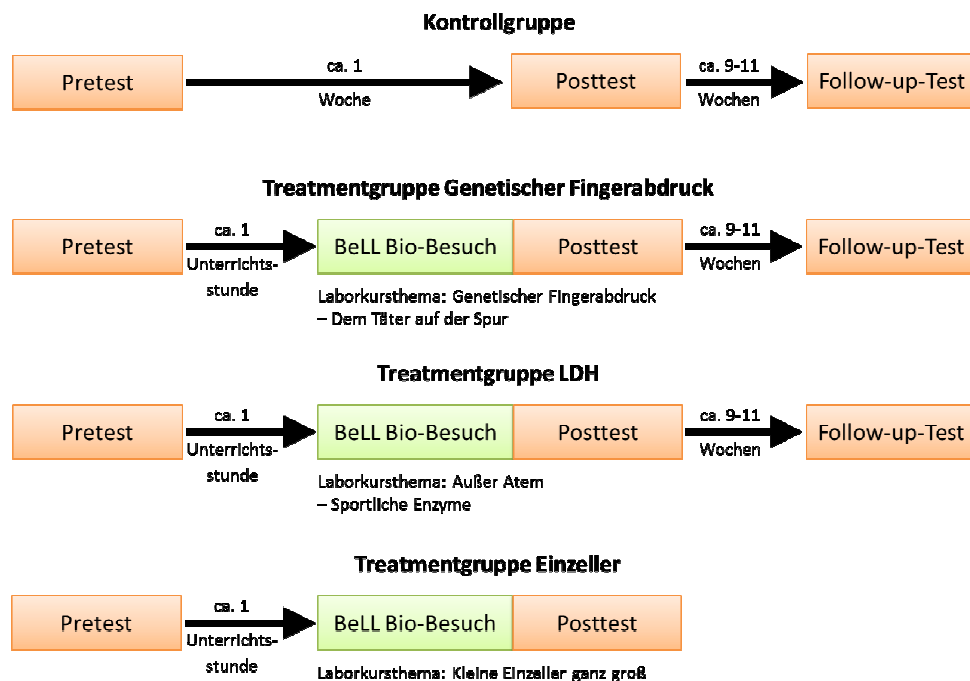 Kontrollgruppe
Pretest
ca. 1
Woche
Posttest
ca. 9-11
Wochen
Follow-up-Test
Treatmentgruppe Genetischer Fingerabdruck
Pretest
ca. 1
Unterrichts-
stunde
BeLL Bio-Besuch
Posttest
ca. 9-11
Wochen
Follow-up-Test
Laborkursthema: Genetischer Fingerabdruck
– Dem Täter auf der Spur
Treatmentgruppe LDH
Pretest
ca. 1
Unterrichts-
stunde
BeLL Bio-Besuch
Posttest
ca. 9-11
Wochen
Follow-up-Test
Laborkursthema: Außer Atem
– Sportliche Enzyme
Treatmentgruppe Einzeller
Pretest
ca. 1
Unterrichts-
stunde
BeLL Bio-Besuch
Posttest
Laborkursthema: Kleine Einzeller ganz groß